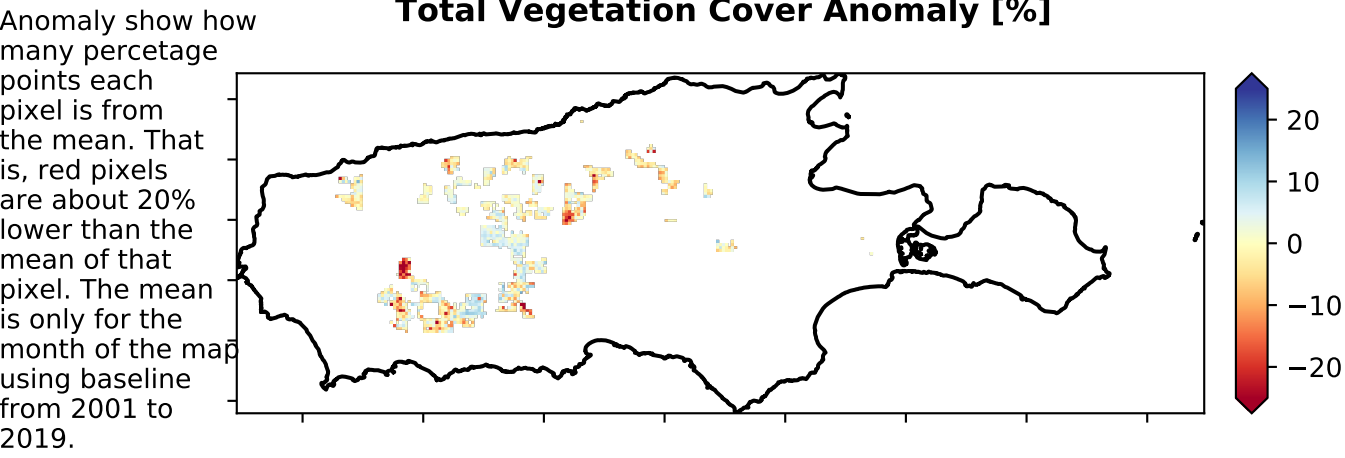 Total Vegetation Cover Anomaly [%]
Anomaly show how
many percetage
points each
pixel is from
the mean. That
is, red pixels
are about 20%
lower than the
mean of that
pixel. The mean
is only for the
month of the map
using baseline
from 2001 to
2019.
20
10
0
−10
−20